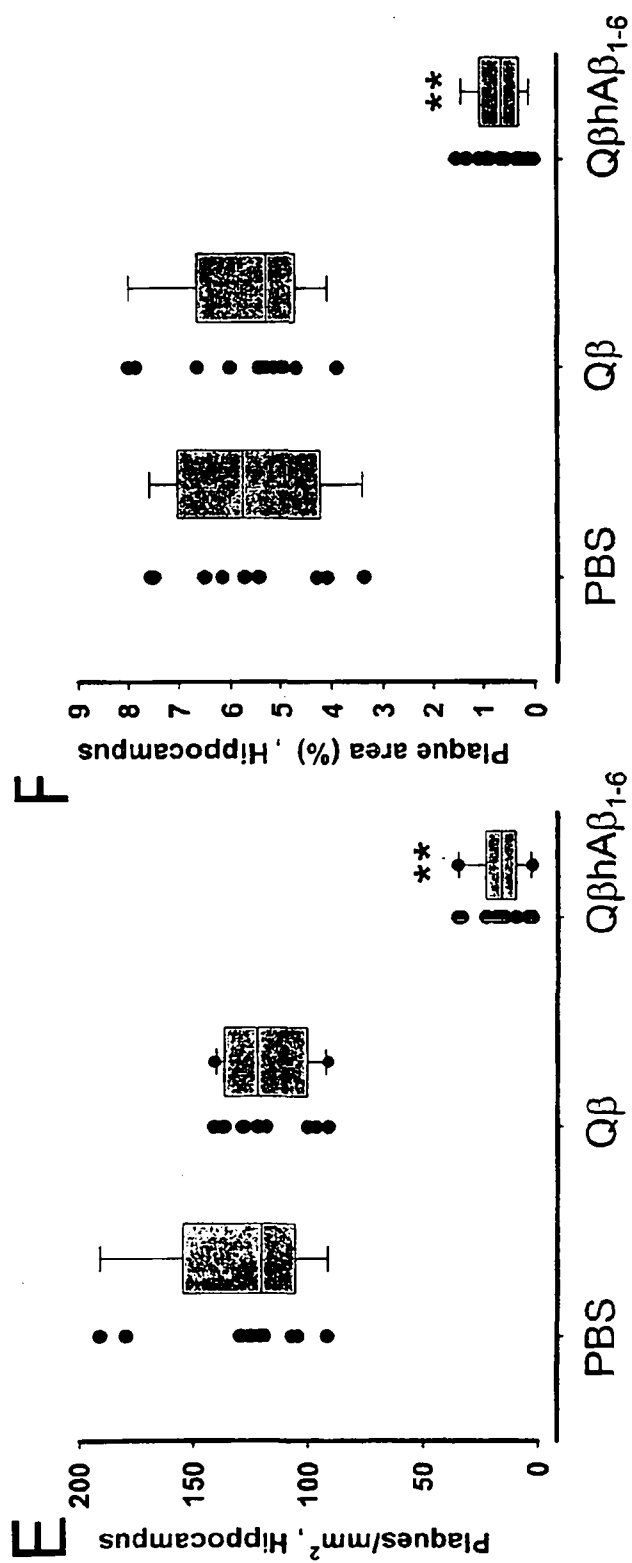 E
Plaques/mm², Hippocampus
200
150
100
50
0
PBS
Qβ
QβhAβ1-6
**
F
Plaque area (%) , Hippocampus
9
8
7
6
5
4
3
2
1
0
PBS
Qβ
QβhAβ1-6
**